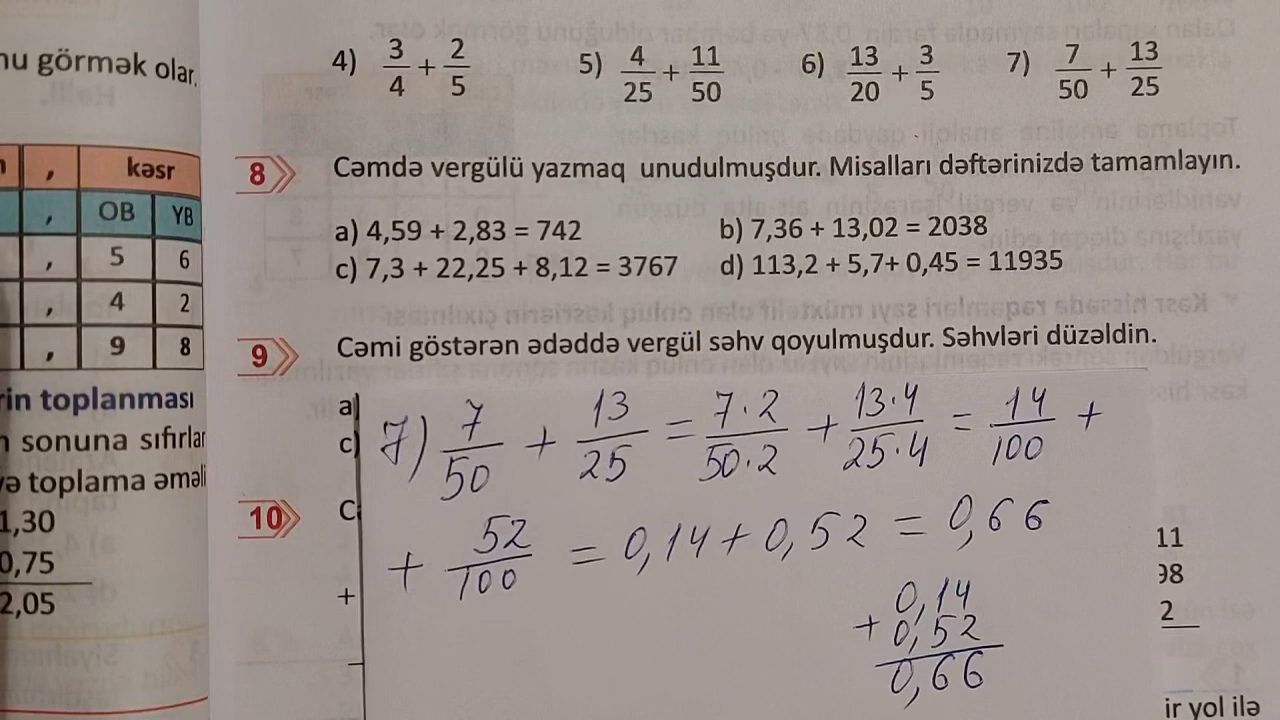 nu görmək olar,
4) 3/4 + 2/5 5) 4/25 + 11/50 6) 13/20 + 3/5 7) 7/50 + 13/25
8 Cəmdə vergülü yazmaq unudulmuşdur. Misalları dəftərinizdə tamamlayın.
a) 4,59 + 2,83 = 742 b) 7,36 + 13,02 = 2038
c) 7,3 + 22,25 + 8,12 = 3767 d) 113,2 + 5,7+ 0,45 = 11935
, kəsr
, OB YB
, 5 6
, 4 2
, 9 8
9 Cəmi göstərən ədəddə vergül səhv qoyulmuşdur. Səhvləri düzəldin.
a)
c)
rin toplanması
n sonuna sıfırlar
və toplama əməli
1,30
0,75
2,05
10 C
+
7) 7/50 + 13/25 = 7·2/50·2 + 13·4/25·4 = 14/100 +
+ 52/100 = 0,14 + 0,52 = 0,66
0,14
+ 0,52
0,66
11
98
2
ir yol ilə